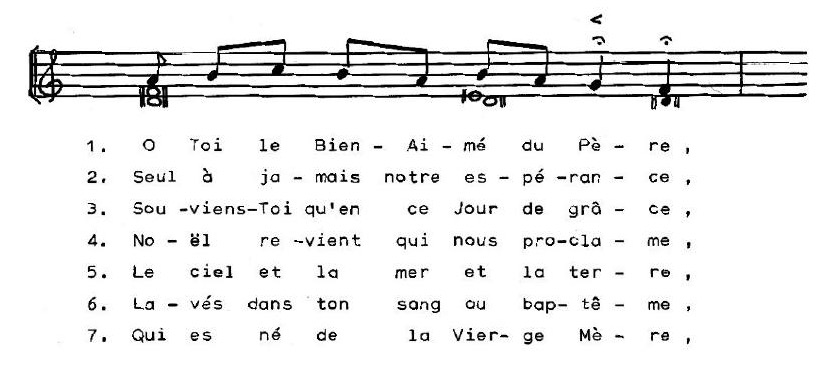 1. O Toi le Bien - Ai - mé du Pè - re ,
2. Seul à ja - mais notre es - pé -ran - ce ,
3. Sou -viens-Toi qu'en ce Jour de grâ - ce ,
4. No - ël re -vient qui nous pro-cla - me ,
5. Le ciel et la mer et la ter - re ,
6. La - vés dans ton sang au bap- tê - me ,
7. Qui es né de la Vier- ge Mè - re ,